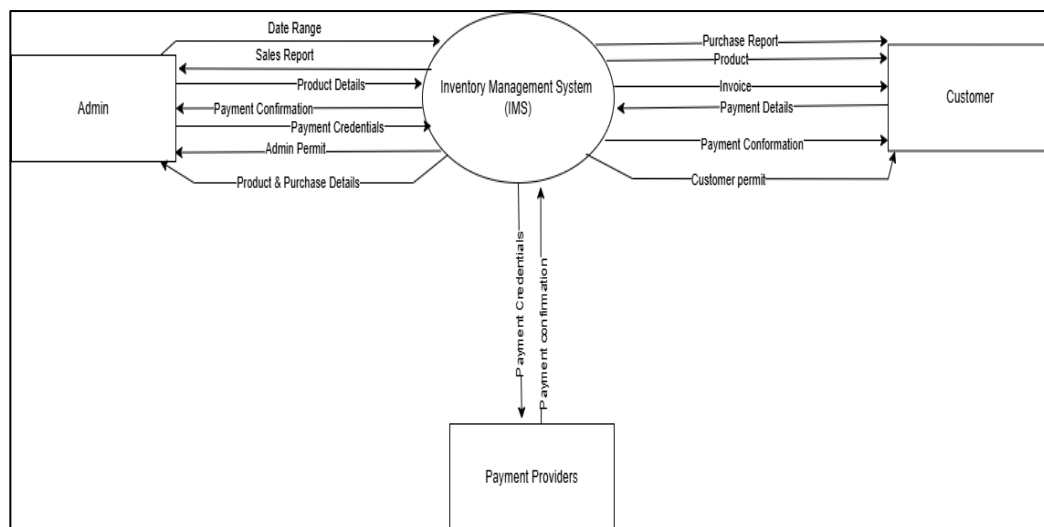 Date Range
Sales Report
Product Details
Payment Confirmation
Payment Credentials
Admin Permit
Product & Purchase Details
Admin
Inventory Management System
(IMS)
Purchase Report
Product
Invoice
Payment Details
Payment Conformation
Customer permit
Customer
Payment Credentials
Payment confirmation
Payment Providers